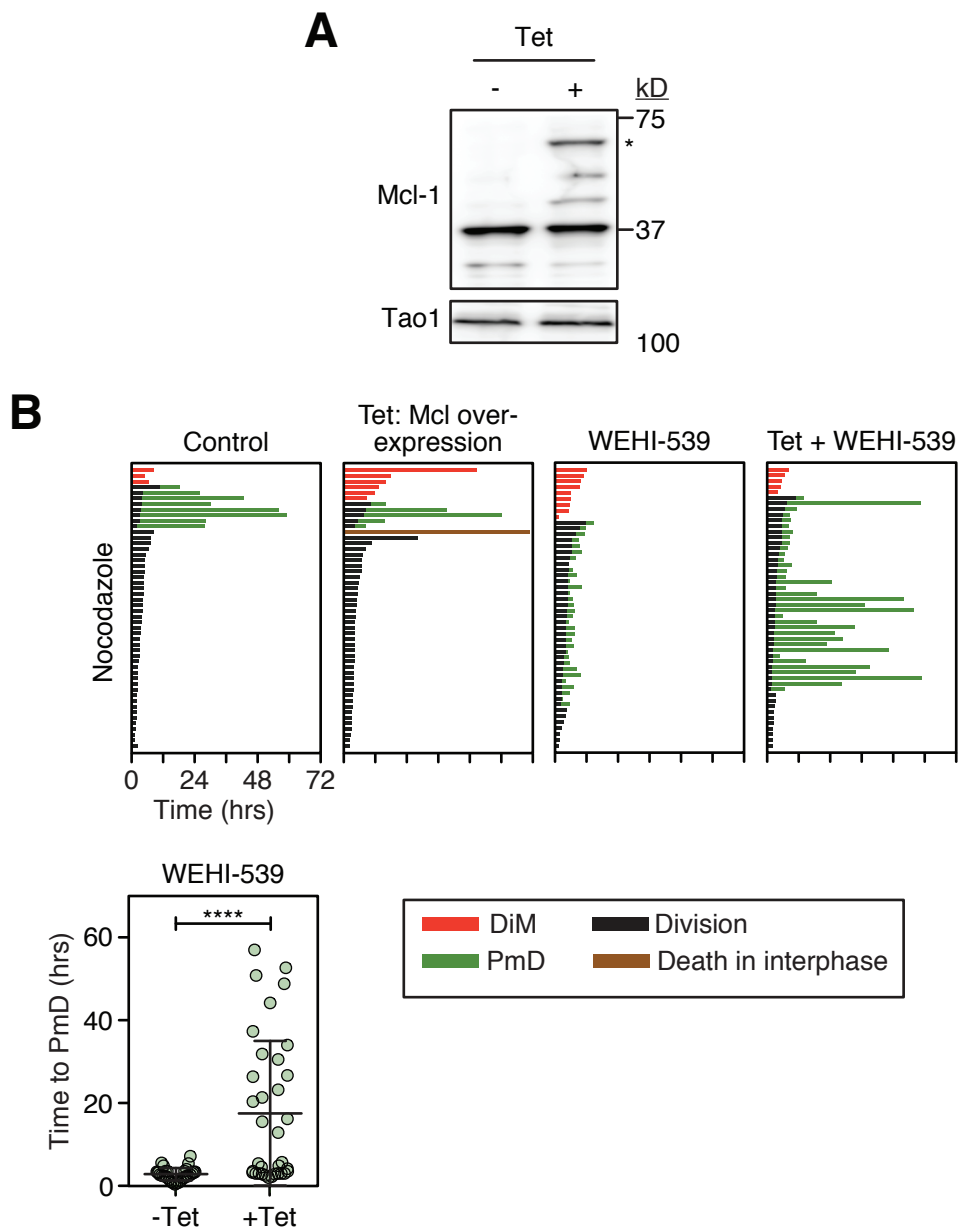 A
Tet
- + kD
75
*
Mcl-1
37
Tao1
100
B
Control
Tet: Mcl over-
expression
WEHI-539
Tet + WEHI-539
Nocodazole
0 24 48 72
Time (hrs)
WEHI-539
****
Time to PmD (hrs)
60
40
20
0
-Tet +Tet
DiM Division
PmD Death in interphase